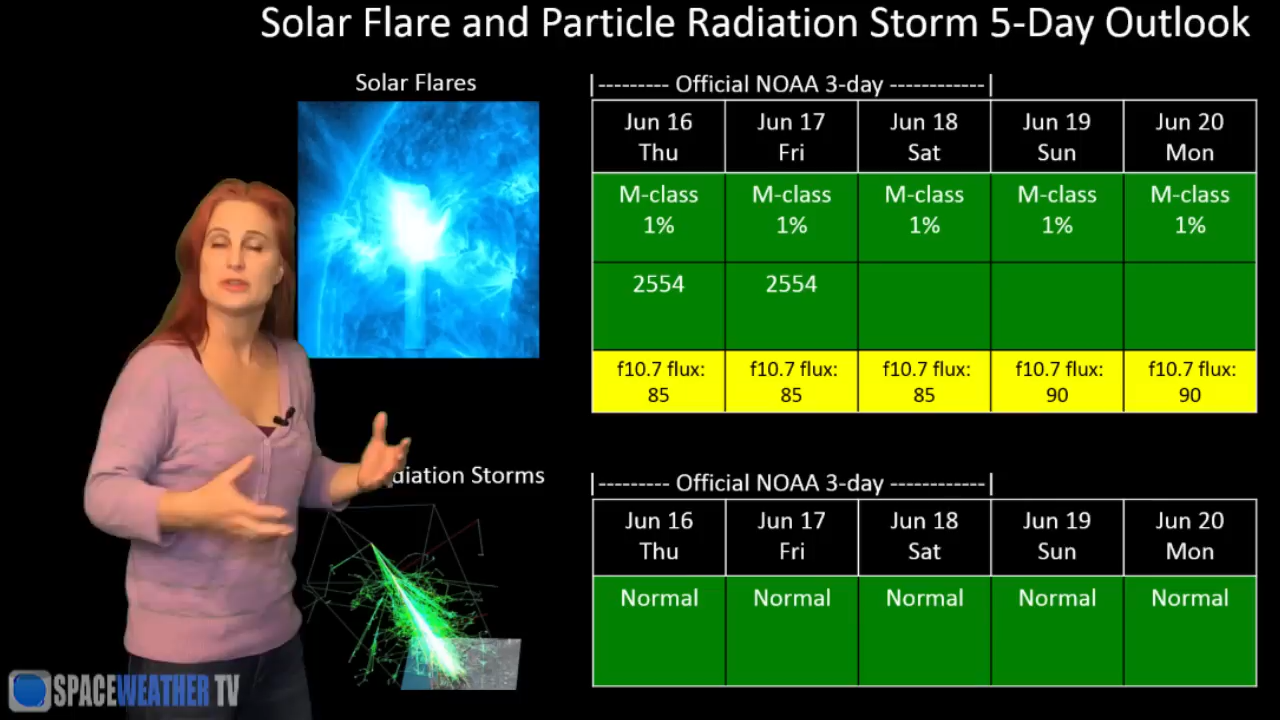 Solar Flare and Particle Radiation Storm 5-Day Outlook
Solar Flares
|--------- Official NOAA 3-day ------------|
Jun 16 Jun 17 Jun 18 Jun 19 Jun 20
Thu Fri Sat Sun Mon
M-class M-class M-class M-class M-class
1% 1% 1% 1% 1%
2554 2554
f10.7 flux: f10.7 flux: f10.7 flux: f10.7 flux: f10.7 flux:
85 85 85 90 90
diation Storms
|--------- Official NOAA 3-day ------------|
Jun 16 Jun 17 Jun 18 Jun 19 Jun 20
Thu Fri Sat Sun Mon
Normal Normal Normal Normal Normal
SPACEWEATHER TV